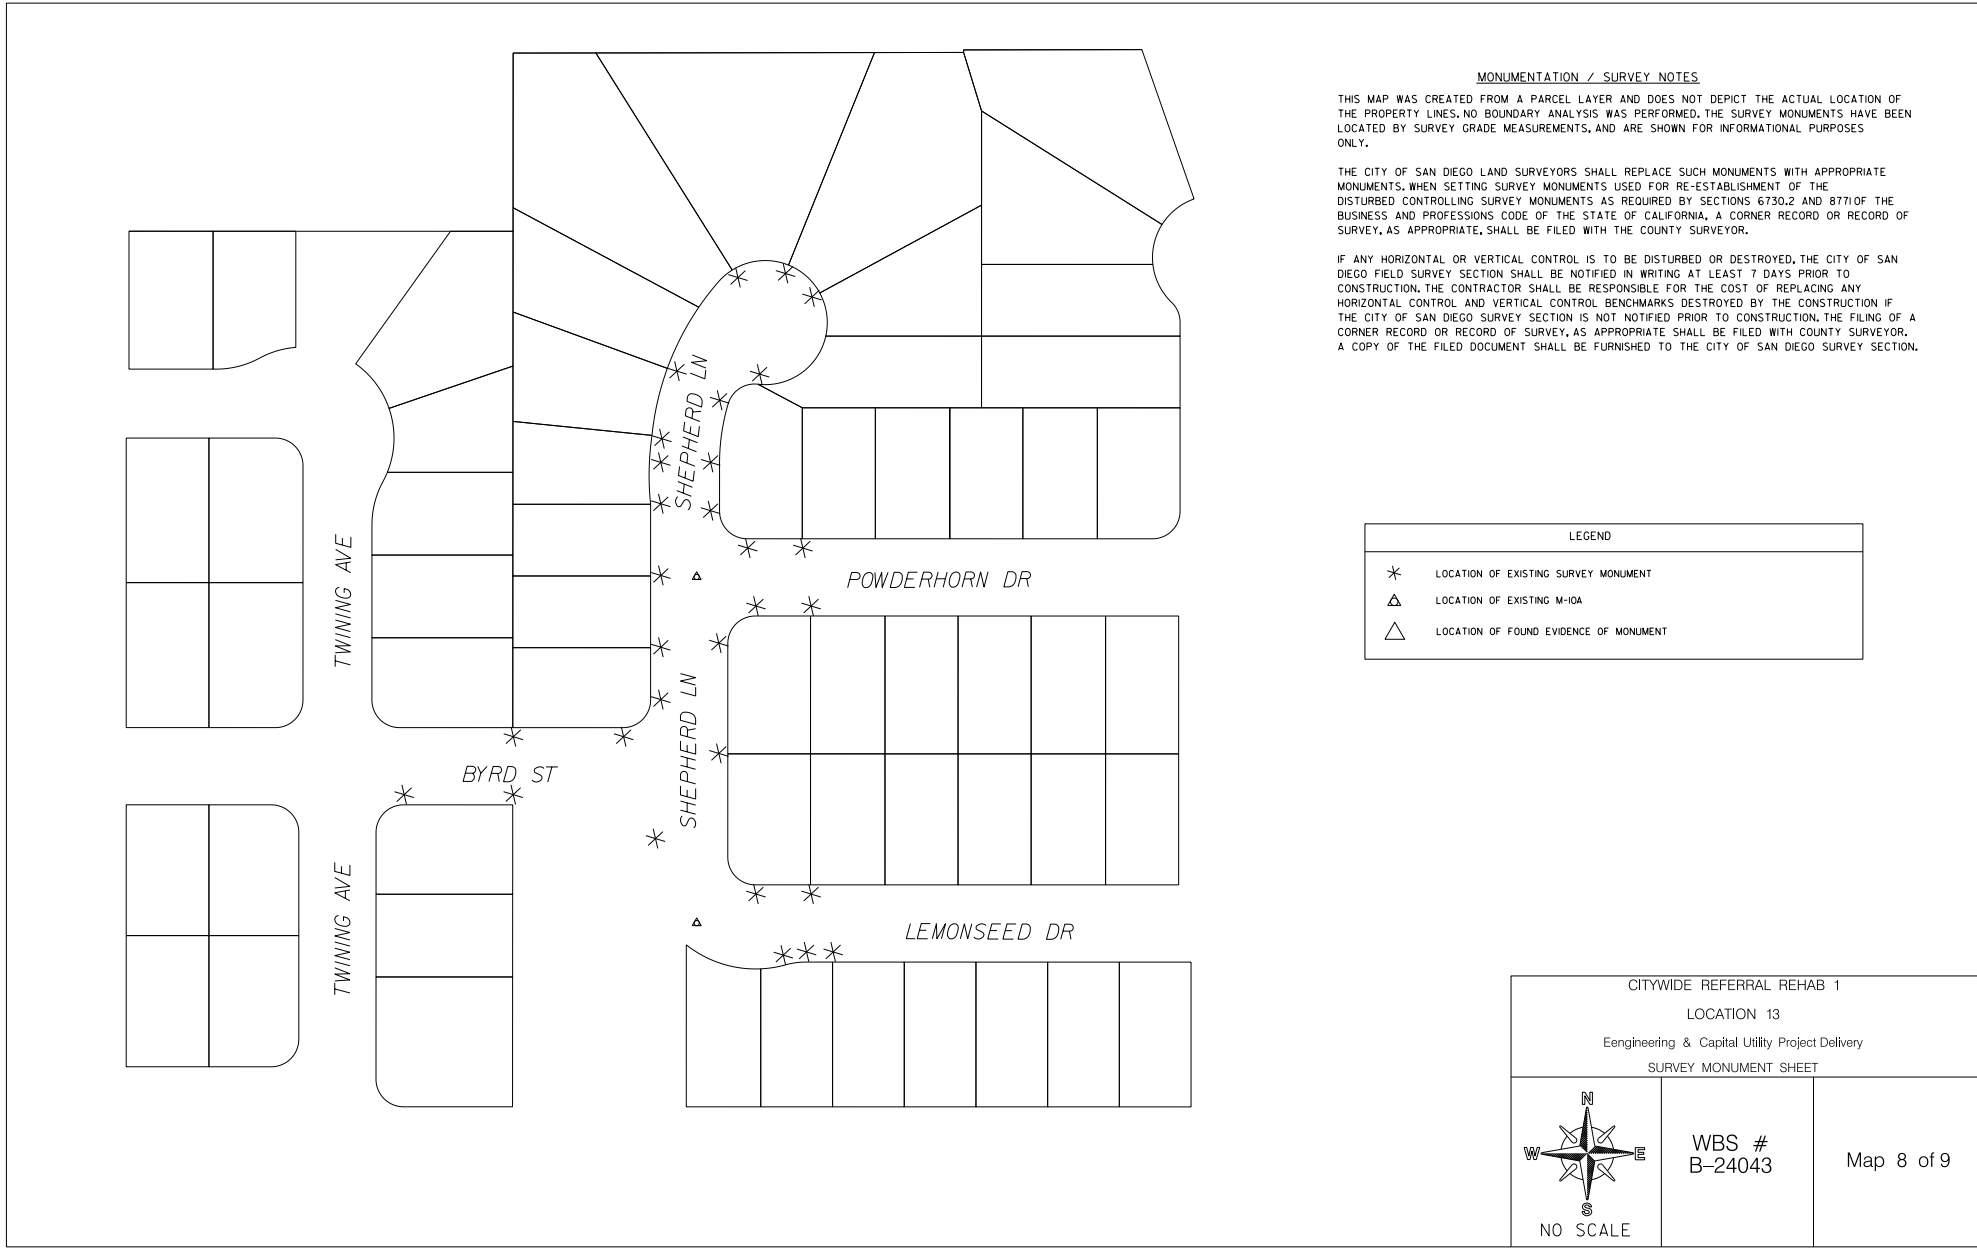 MONUMENTATION / SURVEY NOTES
THIS MAP WAS CREATED FROM A PARCEL LAYER AND DOES NOT DEPICT THE ACTUAL LOCATION OF
THE PROPERTY LINES. NO BOUNDARY ANALYSIS WAS PERFORMED. THE SURVEY MONUMENTS HAVE BEEN
LOCATED BY SURVEY GRADE MEASUREMENTS, AND ARE SHOWN FOR INFORMATIONAL PURPOSES
ONLY.
THE CITY OF SAN DIEGO LAND SURVEYORS SHALL REPLACE SUCH MONUMENTS WITH APPROPRIATE
MONUMENTS. WHEN SETTING SURVEY MONUMENTS USED FOR RE-ESTABLISHMENT OF THE
DISTURBED CONTROLLING SURVEY MONUMENTS AS REQUIRED BY SECTIONS 6730.2 AND 8771 OF THE
BUSINESS AND PROFESSIONS CODE OF THE STATE OF CALIFORNIA, A CORNER RECORD OR RECORD OF
SURVEY, AS APPROPRIATE, SHALL BE FILED WITH THE COUNTY SURVEYOR.
IF ANY HORIZONTAL OR VERTICAL CONTROL IS TO BE DISTURBED OR DESTROYED, THE CITY OF SAN
DIEGO FIELD SURVEY SECTION SHALL BE NOTIFIED IN WRITING AT LEAST 7 DAYS PRIOR TO
CONSTRUCTION. THE CONTRACTOR SHALL BE RESPONSIBLE FOR THE COST OF REPLACING ANY
HORIZONTAL CONTROL AND VERTICAL CONTROL BENCHMARKS DESTROYED BY THE CONSTRUCTION IF
THE CITY OF SAN DIEGO SURVEY SECTION IS NOT NOTIFIED PRIOR TO CONSTRUCTION. THE FILING OF A
CORNER RECORD OR RECORD OF SURVEY, AS APPROPRIATE SHALL BE FILED WITH COUNTY SURVEYOR.
A COPY OF THE FILED DOCUMENT SHALL BE FURNISHED TO THE CITY OF SAN DIEGO SURVEY SECTION.
SHEPHERD LN
TWINING AVE
POWDERHORN DR
SHEPHERD LN
BYRD ST
TWINING AVE
LEMONSEED DR
LEGEND
LOCATION OF EXISTING SURVEY MONUMENT
LOCATION OF EXISTING M-10A
LOCATION OF FOUND EVIDENCE OF MONUMENT
CITYWIDE REFERRAL REHAB 1
LOCATION 13
Eengineering & Capital Utility Project Delivery
SURVEY MONUMENT SHEET
N
W E
S
NO SCALE
WBS #
B-24043
Map 8 of 9